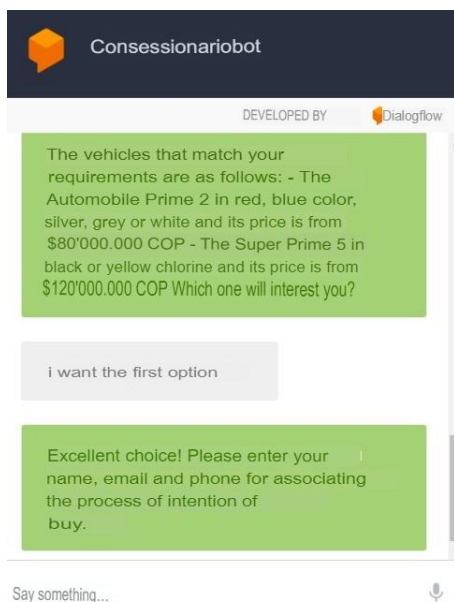 Consessionariobot
DEVELOPED BY Dialogflow
The vehicles that match your
requirements are as follows: - The
Automobile Prime 2 in red, blue color,
silver, grey or white and its price is from
$80'000.000 COP - The Super Prime 5 in
black or yellow chlorine and its price is from
$120'000.000 COP Which one will interest you?
i want the first option
Excellent choice! Please enter your
name, email and phone for associating
the process of intention of
buy.
Say something...